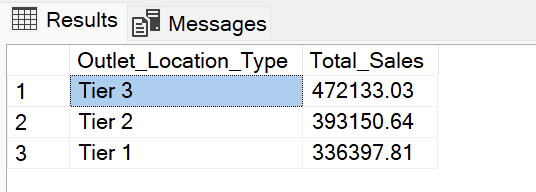 Results Messages
Outlet_Location_Type Total_Sales
1 Tier 3 472133.03
2 Tier 2 393150.64
3 Tier 1 336397.81